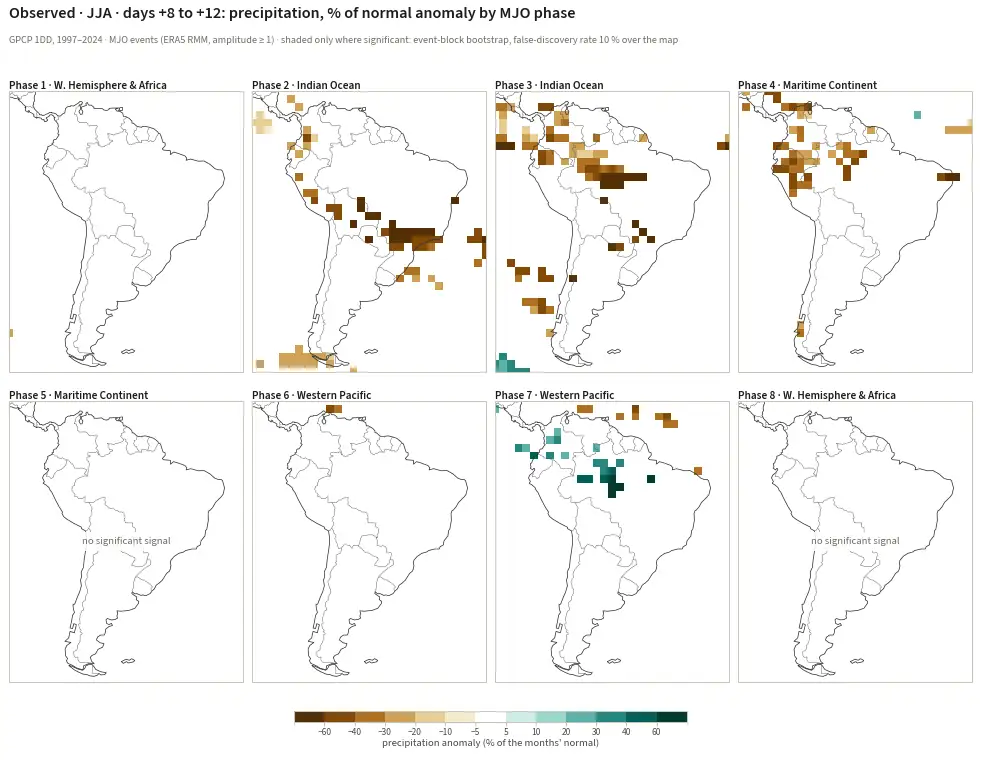 Observed · JJA · days +8 to +12: precipitation, % of normal anomaly by MJO phase
GPCP 1DD, 1997–2024 · MJO events (ERA5 RMM, amplitude ≥ 1) · shaded only where significant: event-block bootstrap, false-discovery rate 10 % over the map
Phase 1 · W. Hemisphere & Africa
Phase 2 · Indian Ocean
Phase 3 · Indian Ocean
Phase 4 · Maritime Continent
Phase 5 · Maritime Continent
Phase 6 · Western Pacific
Phase 7 · Western Pacific
Phase 8 · W. Hemisphere & Africa
no significant signal
no significant signal
−60 −40 −30 −20 −10 −5 5 10 20 30 40 60
precipitation anomaly (% of the months' normal)